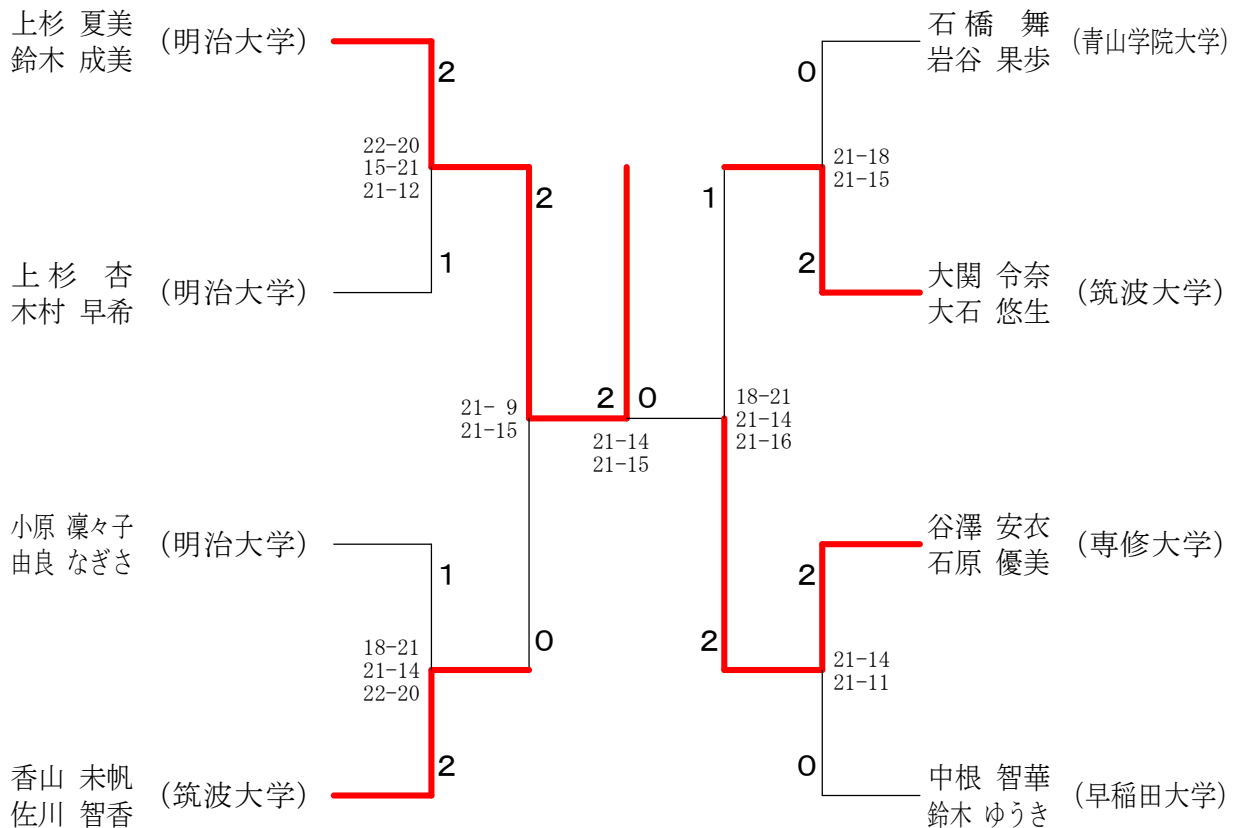 上杉 夏美
鈴木 成美
(明治大学)
2
22-20
15-21
21-12
1
上杉 杏
木村 早希
(明治大学)
2
21- 9
21-15
0
小原 凜々子
由良 なぎさ
(明治大学)
1
18-21
21-14
22-20
2
香山 未帆
佐川 智香
(筑波大学)
2 0
21-14
21-15
石橋 舞
岩谷 果歩
(青山学院大学)
0
21-18
21-15
2
大関 令奈
大石 悠生
(筑波大学)
1
18-21
21-14
21-16
2
谷澤 安衣
石原 優美
(専修大学)
2
21-14
21-11
0
中根 智華
鈴木 ゆうき
(早稲田大学)